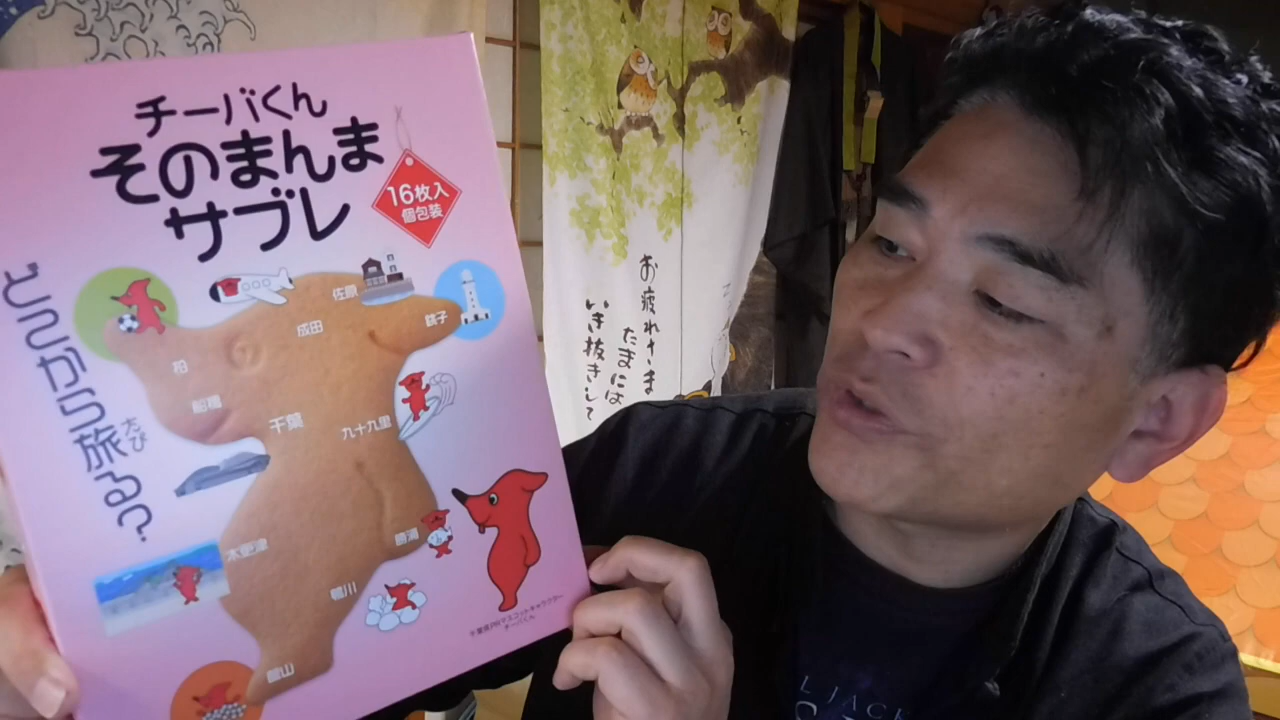 チーバくん
そのまんま
サブレ
16枚入
個包装
どこから旅る?
たび
佐原
成田
銚子
柏
船橋
千葉
九十九里
木更津
勝浦
鴨川
館山
千葉県PRマスコットキャラクター
チーバくん
お疲れさま
たまには
いき抜きして
L JACK